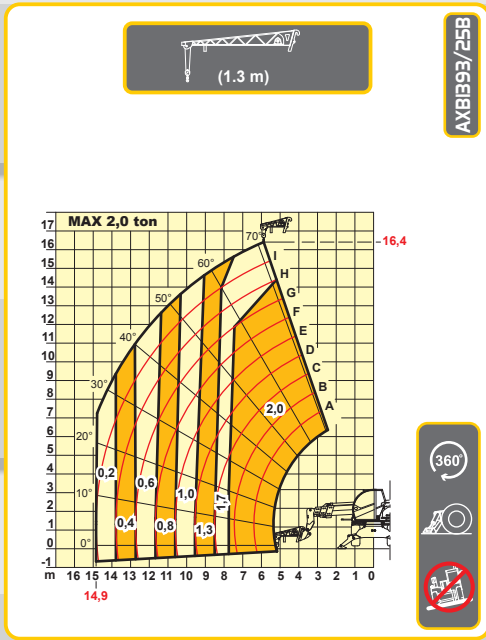 (1.3 m)
AXB1393/25B
MAX 2,0 ton
17
16
15
14
13
12
11
10
9
8
7
6
5
4
3
2
1
0
-1
70°
60°
50°
40°
30°
20°
10°
0°
I
H
G
F
E
D
C
B
A
16,4
2,0
0,2
0,6
1,0
1,7
0,4
0,8
1,3
m 16 15 14 13 12 11 10 9 8 7 6 5 4 3 2 1 0
14,9
360°